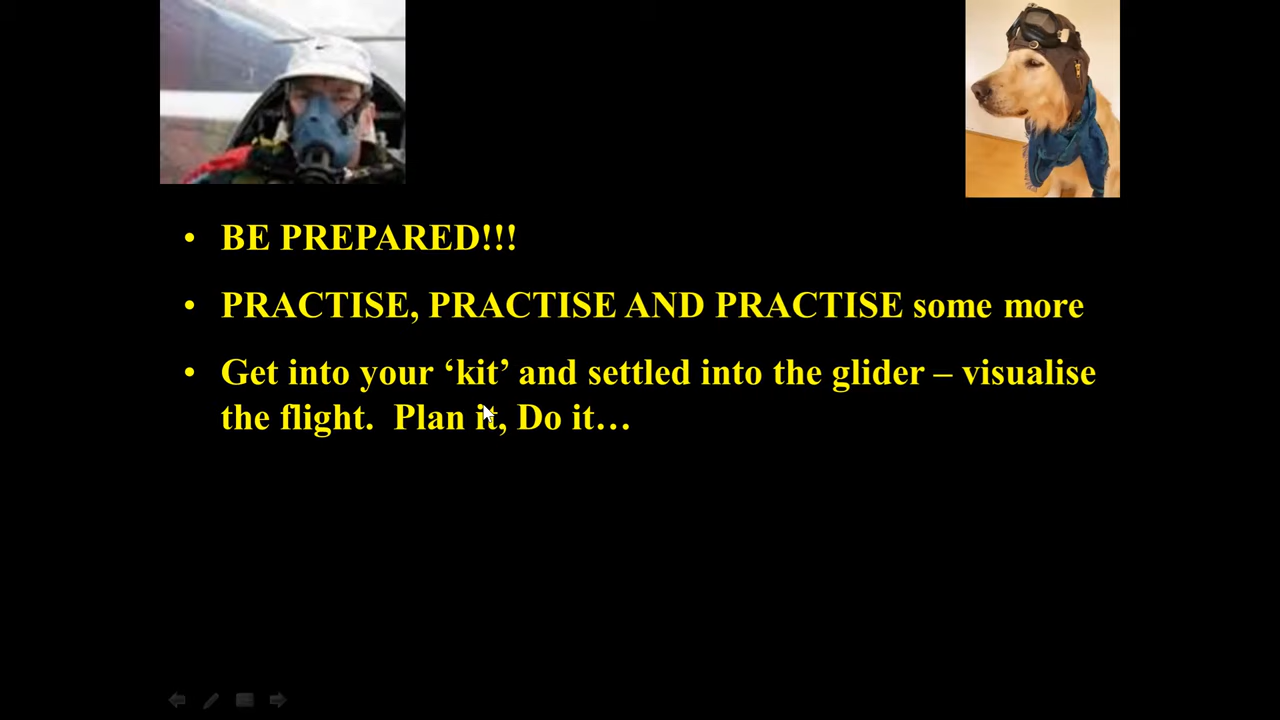 • BE PREPARED!!!
• PRACTISE, PRACTISE AND PRACTISE some more
• Get into your ‘kit’ and settled into the glider – visualise
the flight.  Plan it, Do it…